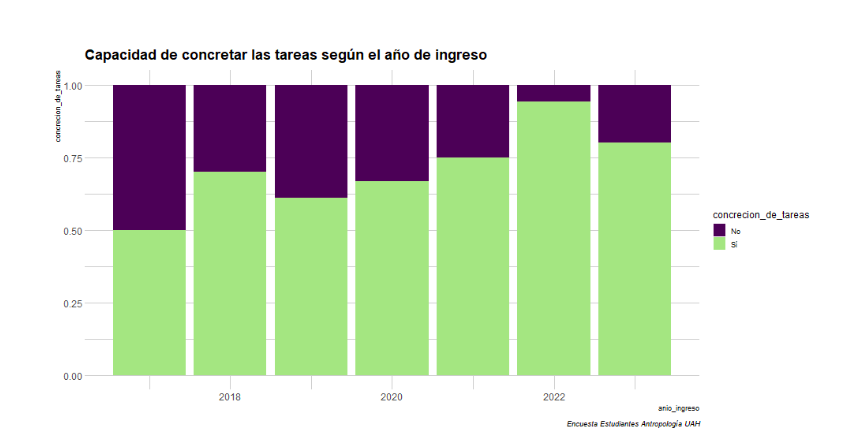 Capacidad de concretar las tareas según el año de ingreso
concrecion_de_tareas
1.00
0.75
0.50
0.25
0.00
2018
2020
2022
anio_ingreso
concrecion_de_tareas
No
Sí
Encuesta Estudiantes Antropología UAH